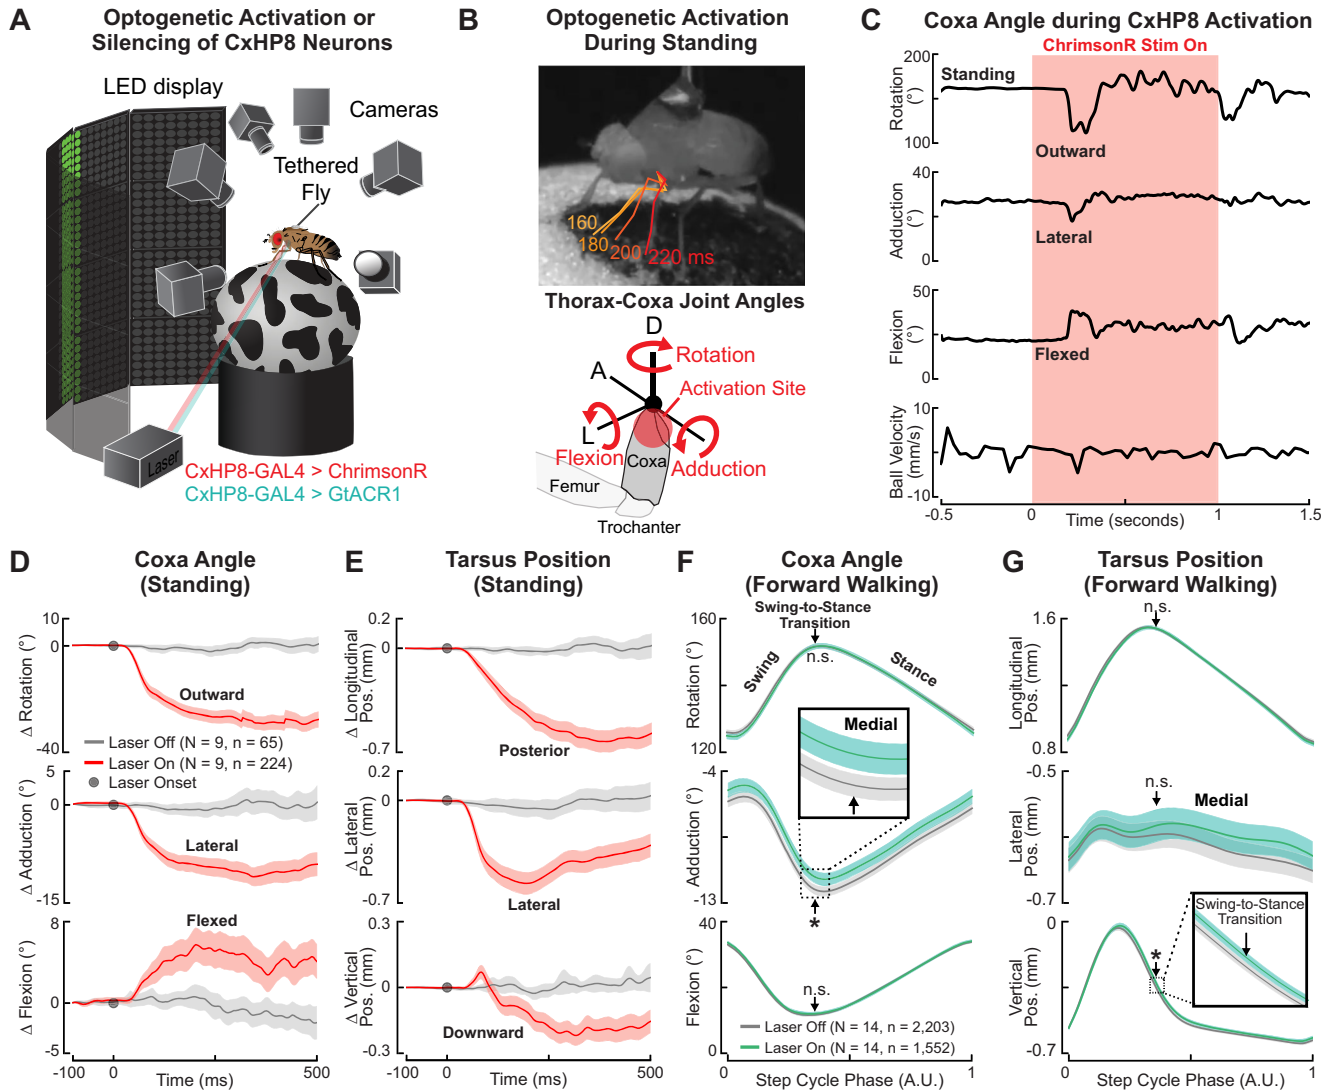 A
Optogenetic Activation or
Silencing of CxHP8 Neurons
LED display
Cameras
Tethered
Fly
Laser
CxHP8-GAL4 > ChrimsonR
CxHP8-GAL4 > GtACR1
B
Optogenetic Activation
During Standing
160
180
200
220 ms
Thorax-Coxa Joint Angles
D
Rotation
A
Activation Site
L
Flexion
Coxa
Adduction
Femur
Trochanter
C
Coxa Angle during CxHP8 Activation
ChrimsonR Stim On
200
Standing
Rotation
(°)
100
Outward
40
Adduction
(°)
0
Lateral
50
Flexion
(°)
0
Flexed
10
Ball Velocity
(mm/s)
-10
-0.5
0
Time (seconds)
1
1.5
D
Coxa Angle
(Standing)
10
Δ Rotation (°)
Outward
-40
Laser Off (N = 9, n = 65)
Laser On (N = 9, n = 224)
Laser Onset
5
Δ Adduction (°)
Lateral
-15
Flexed
8
Δ Flexion (°)
0
-5
-100
0
Time (ms)
500
E
Tarsus Position
(Standing)
0.2
0
Δ Longitudinal
Pos. (mm)
-0.7
Posterior
0.2
0
Δ Lateral
Pos. (mm)
-0.7
Lateral
0.3
0
Δ Vertical
Pos. (mm)
Downward
-0.3
-100
0
Time (ms)
500
F
Coxa Angle
(Forward Walking)
160
Swing-to-Stance
Transition
n.s.
Swing
Stance
Rotation (°)
120
Medial
-4
Adduction (°)
-13
*
40
Flexion (°)
n.s.
0
Laser Off (N = 14, n = 2,203)
Laser On (N = 14, n = 1,552)
0
Step Cycle Phase (A.U.)
1
G
Tarsus Position
(Forward Walking)
n.s.
1.6
Longitudinal
Pos. (mm)
0.8
-0.5
n.s.
Medial
Lateral
Pos. (mm)
-0.7
0
*
Swing-to-Stance
Transition
Vertical
Pos. (mm)
-0.7
0
Step Cycle Phase (A.U.)
1